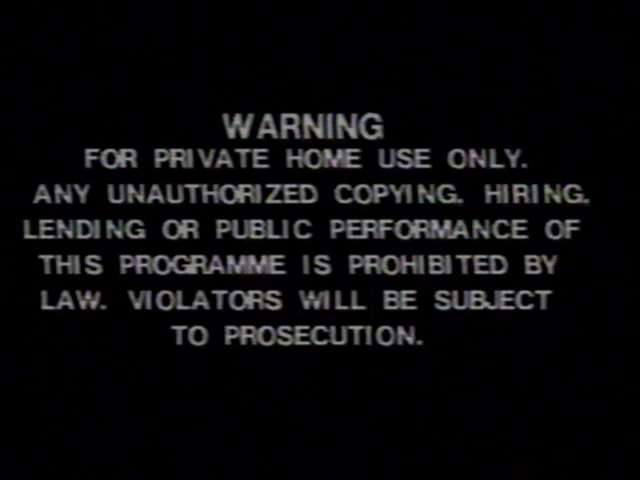 WARNING
FOR PRIVATE HOME USE ONLY.
ANY UNAUTHORIZED COPYING. HIRING.
LENDING OR PUBLIC PERFORMANCE OF
THIS PROGRAMME IS PROHIBITED BY
LAW. VIOLATORS WILL BE SUBJECT
TO PROSECUTION.